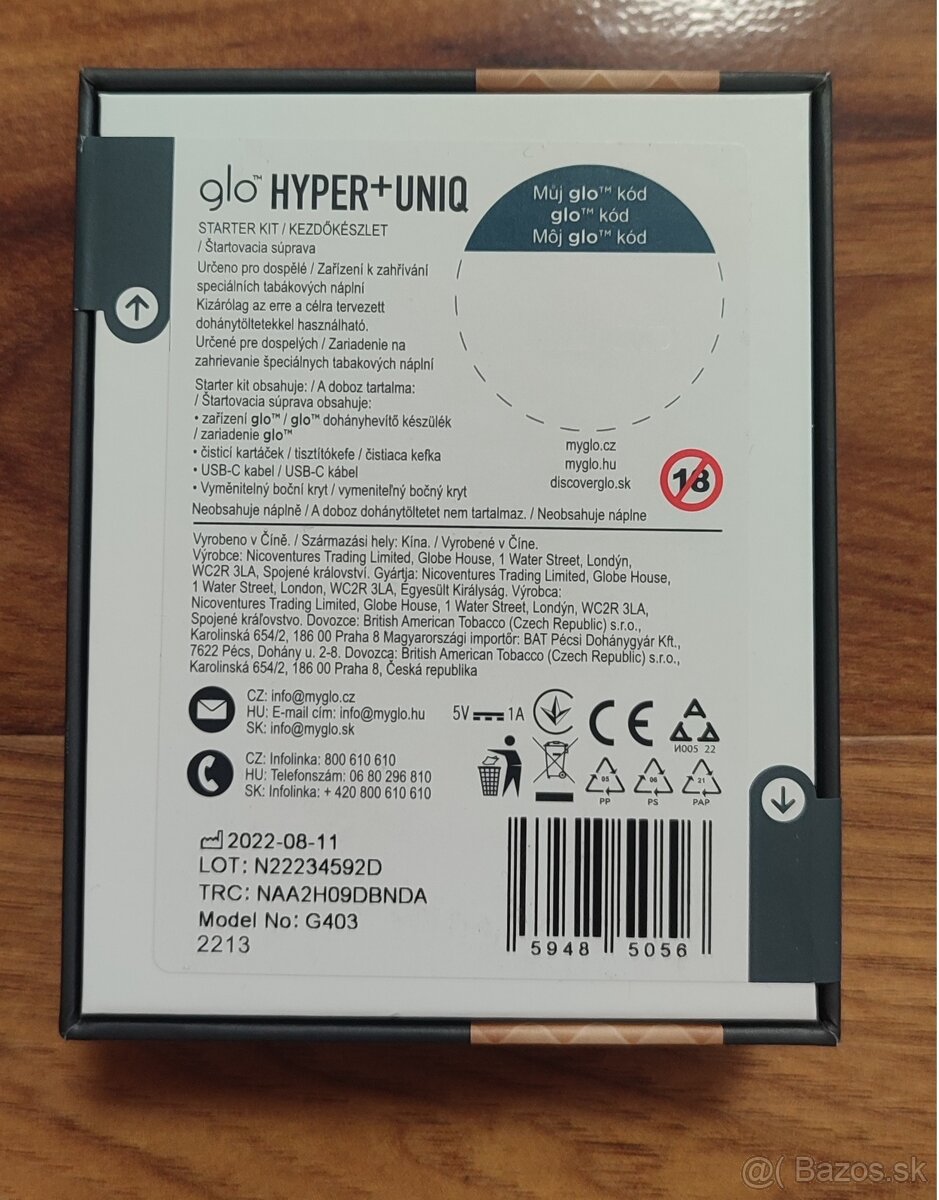 glo™ HYPER+UNIQ
STARTER KIT / KEZDŐKÉSZLET
/ Štartovacia súprava
Určeno pro dospělé / Zařízení k zahřívání
speciálních tabákových náplní
Kizárólag az erre a célra tervezett
dohánytöltetekkel használható.
Určené pre dospelých / Zariadenie na
zahrievanie špeciálnych tabakových náplní
Starter kit obsahuje: / A doboz tartalma:
/ Štartovacia súprava obsahuje:
• zařízení glo™ / glo™ dohányhevítő készülék
/ zariadenie glo™
• čisticí kartáček / tisztítókefe / čistiaca kefka
• USB-C kabel / USB-C kábel
• Vyměnitelný boční kryt / vymeniteľný bočný kryt
Neobsahuje náplně / A doboz dohánytöltetet nem tartalmaz. / Neobsahuje náplne
Můj glo™ kód
glo™ kód
Môj glo™ kód
myglo.cz
myglo.hu
discoverglo.sk
18
Vyrobeno v Číně. / Származási hely: Kína. / Vyrobené v Číne.
Výrobce: Nicoventures Trading Limited, Globe House, 1 Water Street, Londýn,
WC2R 3LA, Spojené království. Gyártja: Nicoventures Trading Limited, Globe House,
1 Water Street, London, WC2R 3LA, Egyesült Királyság. Výrobca:
Nicoventures Trading Limited, Globe House, 1 Water Street, Londýn, WC2R 3LA,
Spojené kráľovstvo. Dovozce: British American Tobacco (Czech Republic) s.r.o.,
Karolinská 654/2, 186 00 Praha 8 Magyarországi importőr: BAT Pécsi Dohánygyár Kft.,
7622 Pécs, Dohány u. 2-8. Dovozca: British American Tobacco (Czech Republic) s.r.o.,
Karolinská 654/2, 186 00 Praha 8, Česká republika
CZ: info@myglo.cz
HU: E-mail cím: info@myglo.hu
SK: info@myglo.sk
CZ: Infolinka: 800 610 610
HU: Telefonszám: 06 80 296 810
SK: Infolinka: + 420 800 610 610
5V 1A
CE
И005 22
05
PP
06
PS
21
PAP
2022-08-11
LOT: N22234592D
TRC: NAA2H09DBNDA
Model No: G403
2213
5948 5056
@( Bazos.sk